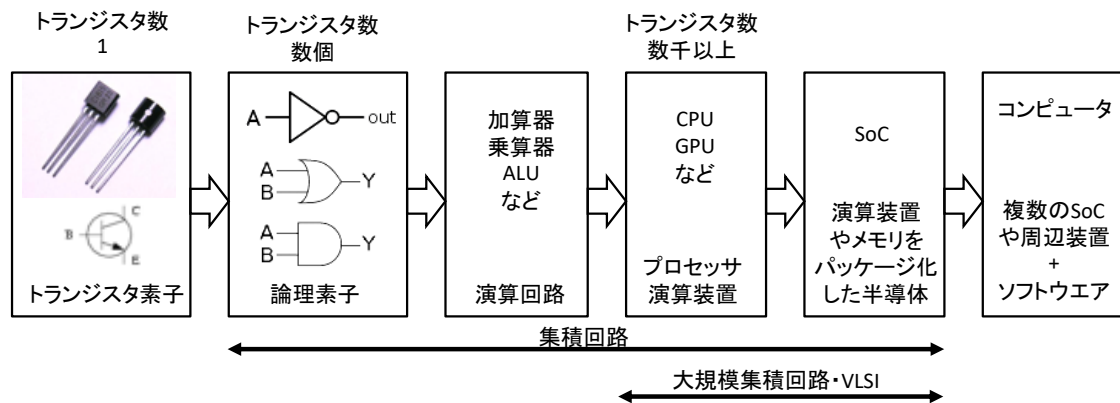 トランジスタ数
1
トランジスタ数
数個
トランジスタ数
数千以上
C
B
E
トランジスタ素子
A
out
A
B
Y
A
B
Y
論理素子
加算器
乗算器
ALU
など
演算回路
CPU
GPU
など
プロセッサ
演算装置
SoC
演算装置
やメモリを
パッケージ化
した半導体
コンピュータ
複数のSoC
や周辺装置
+
ソフトウエア
集積回路
大規模集積回路・VLSI